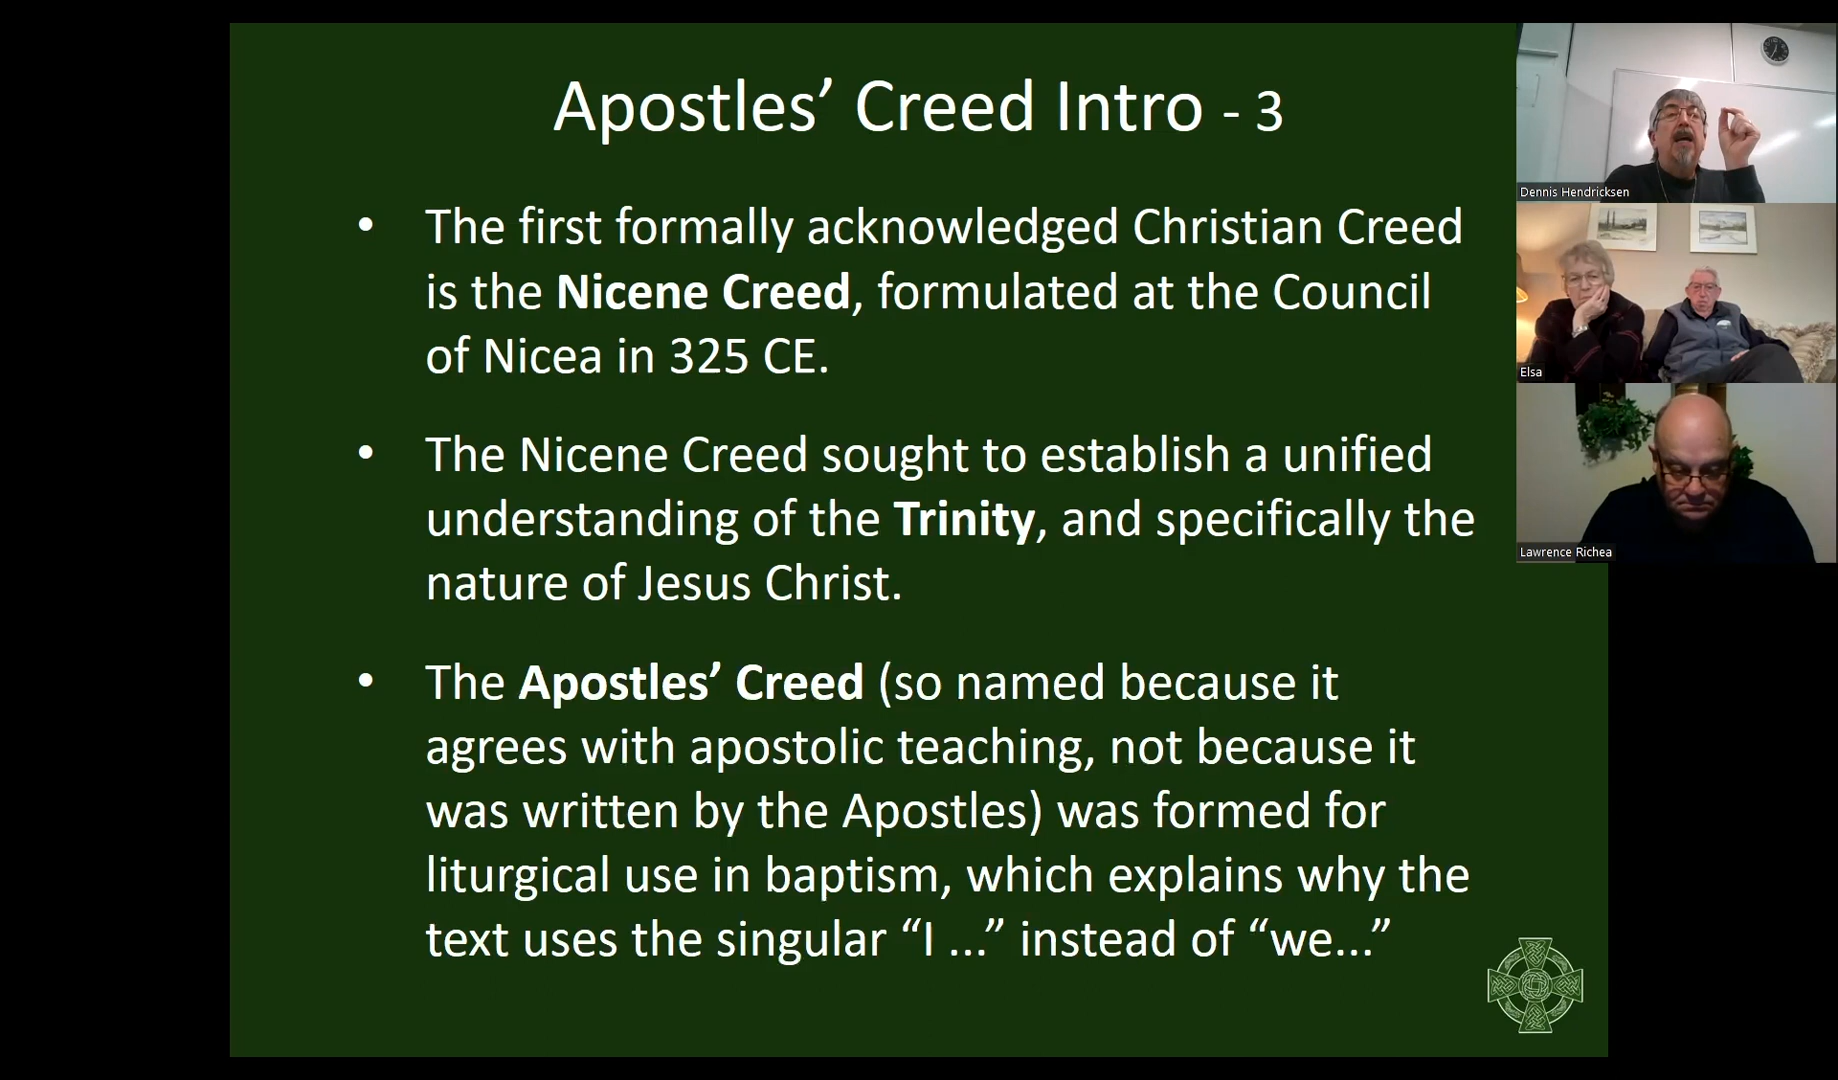 Apostles’ Creed Intro - 3
• The first formally acknowledged Christian Creed
is the Nicene Creed, formulated at the Council
of Nicea in 325 CE.
• The Nicene Creed sought to establish a unified
understanding of the Trinity, and specifically the
nature of Jesus Christ.
• The Apostles’ Creed (so named because it
agrees with apostolic teaching, not because it
was written by the Apostles) was formed for
liturgical use in baptism, which explains why the
text uses the singular “I ...” instead of “we...”
Dennis Hendricksen
Elsa
Lawrence Richea